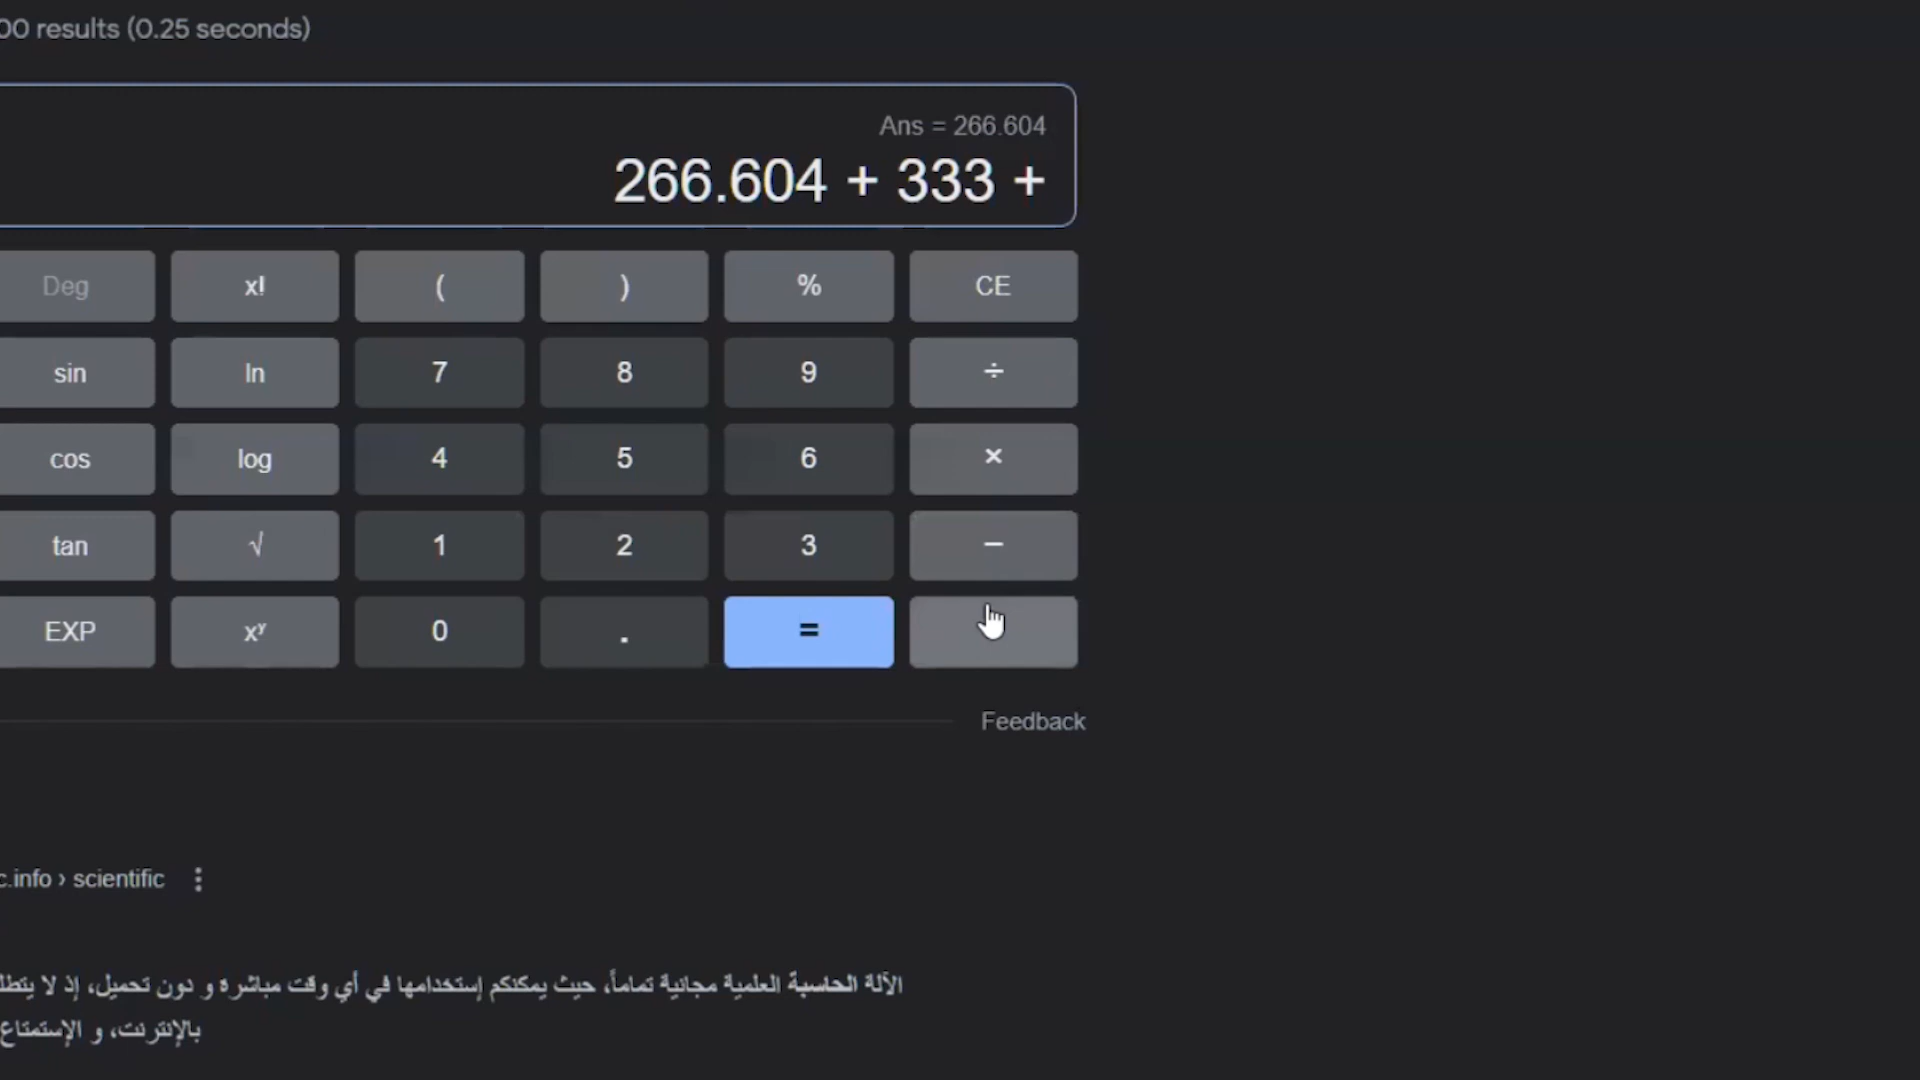 00 results (0.25 seconds)
Ans = 266.604
266.604 + 333 +
Deg x! ( ) % CE
sin ln 7 8 9 ÷
cos log 4 5 6 ×
tan √ 1 2 3 −
EXP xʸ 0 . =
Feedback
c.info › scientific
الآلة الحاسبة العلمية مجانية تماماً، حيث يمكنكم إستخدامها في أي وقت مباشرة و دون تحميل، إذ لا
بالإنترنت، و الإستمتاع